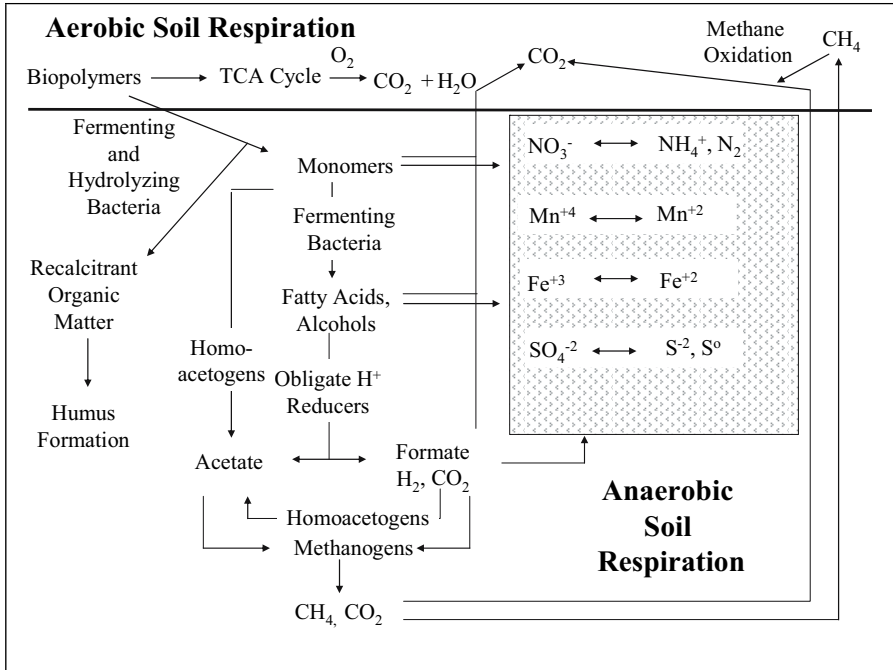 Aerobic Soil Respiration
Methane
Oxidation
CH₄
Biopolymers
TCA Cycle
O₂
CO₂ + H₂O
CO₂
Fermenting
and
Hydrolyzing
Bacteria
Monomers
NO₃⁻
NH₄⁺, N₂
Fermenting
Bacteria
Mn⁺⁴
Mn⁺²
Recalcitrant
Organic
Matter
Fatty Acids,
Alcohols
Fe⁺³
Fe⁺²
Homo-
acetogens
Obligate H⁺
Reducers
SO₄⁻²
S⁻², S⁰
Humus
Formation
Acetate
Formate
H₂, CO₂
Homoacetogens
Methanogens
CH₄, CO₂
Anaerobic
Soil
Respiration